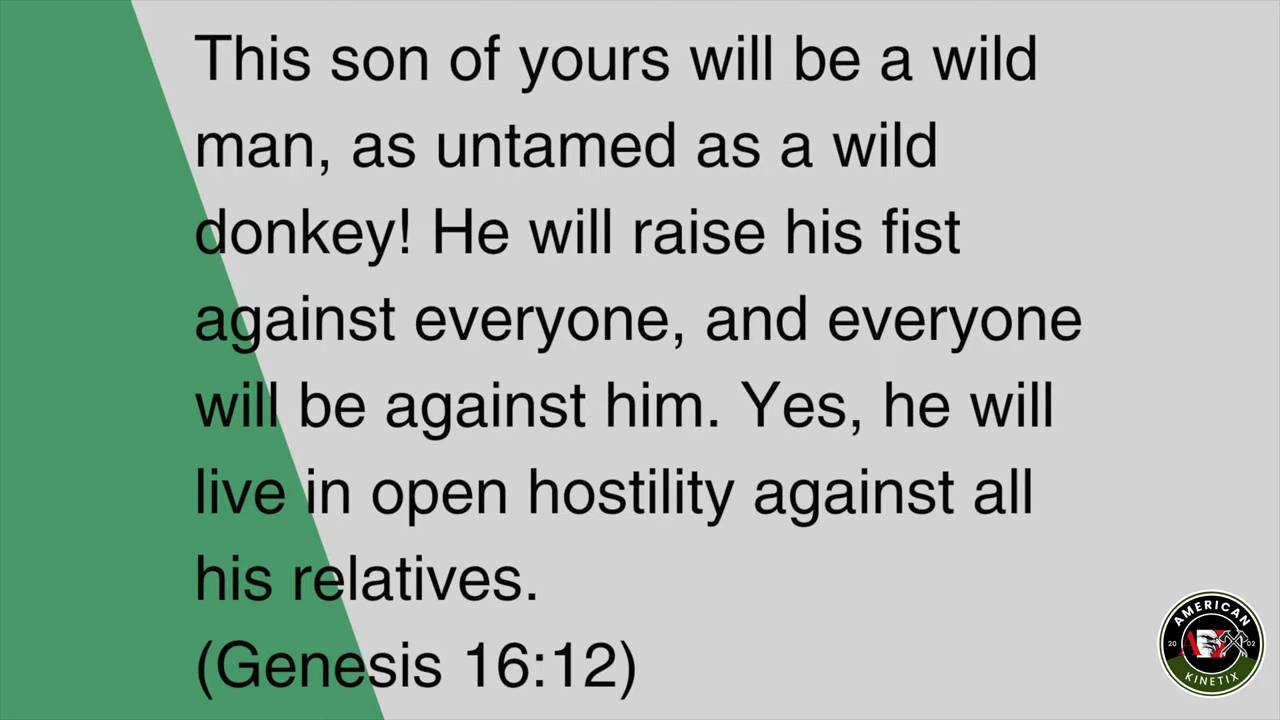 This son of yours will be a wild
man, as untamed as a wild
donkey! He will raise his fist
against everyone, and everyone
will be against him. Yes, he will
live in open hostility against all
his relatives.
(Genesis 16:12)
AMERICAN
20 02
KINETIX